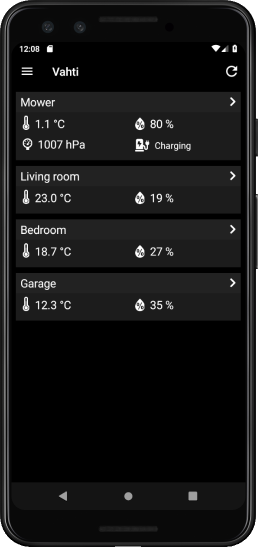 12:08
Vahti
Mower
1.1 °C 80 %
1007 hPa Charging
Living room
23.0 °C 19 %
Bedroom
18.7 °C 27 %
Garage
12.3 °C 35 %